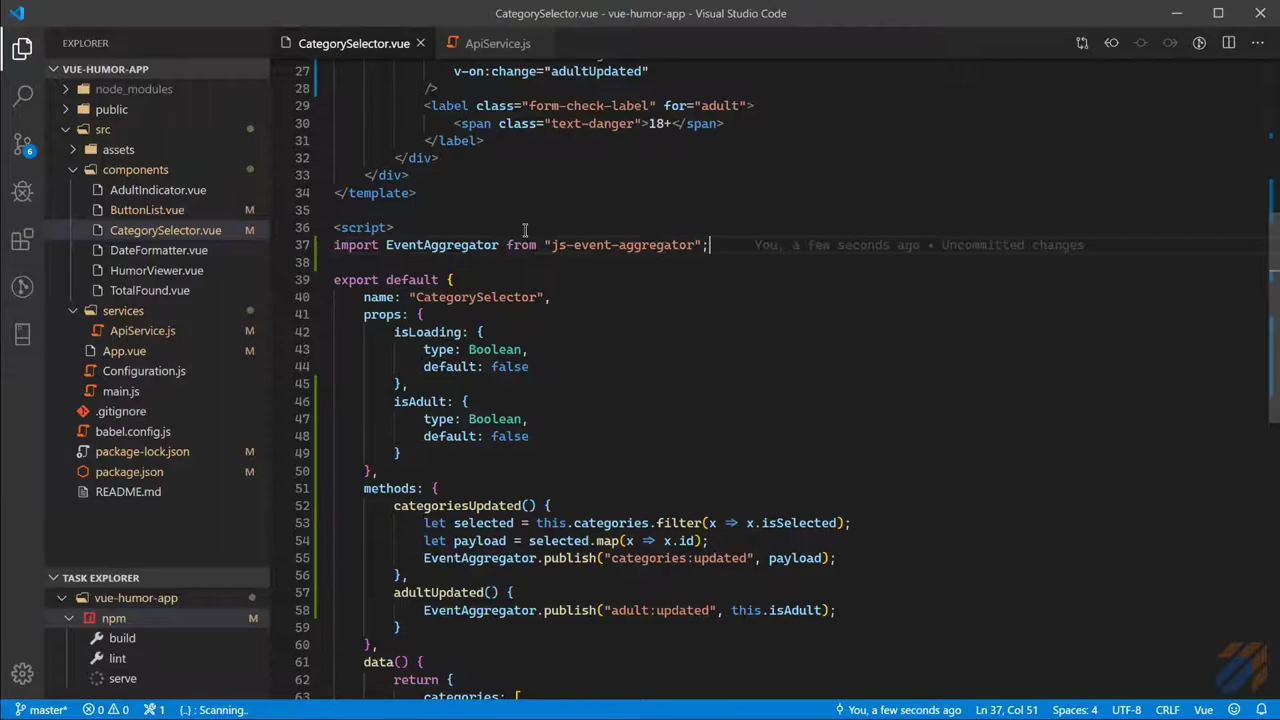 CategorySelector.vue - vue-humor-app - Visual Studio Code
EXPLORER
VUE-HUMOR-APP
node_modules
public
src
assets
components
AdultIndicator.vue
ButtonList.vue M
CategorySelector.vue M
DateFormatter.vue
HumorViewer.vue
TotalFound.vue
services
ApiService.js M
App.vue M
Configuration.js
main.js
.gitignore
babel.config.js
package-lock.json M
package.json M
README.md
TASK EXPLORER
vue-humor-app
npm M
build
lint
serve
6
CategorySelector.vue
ApiService.js
27 v-on:change="adultUpdated"
28 />
29 <label class="form-check-label" for="adult">
30 <span class="text-danger">18+</span>
31 </label>
32 </div>
33 </div>
34 </template>
35
36 <script>
37 import EventAggregator from "js-event-aggregator"; You, a few seconds ago • Uncommitted changes
38
39 export default {
40 name: "CategorySelector",
41 props: {
42 isLoading: {
43 type: Boolean,
44 default: false
45 },
46 isAdult: {
47 type: Boolean,
48 default: false
49 }
50 },
51 methods: {
52 categoriesUpdated() {
53 let selected = this.categories.filter(x => x.isSelected);
54 let payload = selected.map(x => x.id);
55 EventAggregator.publish("categories:updated", payload);
56 },
57 adultUpdated() {
58 EventAggregator.publish("adult:updated", this.isAdult);
59 }
60 },
61 data() {
62 return {
63 categories: [
master* 0 0 1 {..} : Scanning.. You, a few seconds ago Ln 37, Col 51 Spaces: 4 UTF-8 CRLF Vue